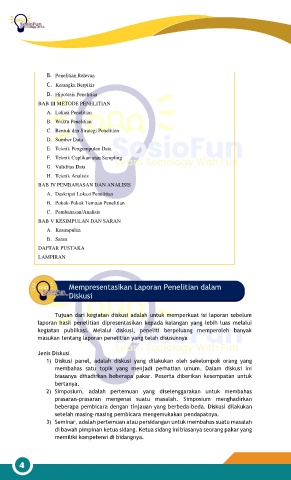 SosioFun
B. Penelitian Relevan
C. Kerangka Berpikir
D. Hipotesis Penelitian
BAB III METODE PENELITIAN
A. Lokasi Penelitian
B. Waktu Penelitian
C. Bentuk dan Strategi Penelitian
D. Sumber Data
E. Teknik Pengumpulan Data
F. Teknik Cuplikan atau Sampling
G. Validitas Data
H. Teknik Analisis
BAB IV PEMBAHASAN DAN ANALISIS
A. Deskripsi Lokasi Penelitian
B. Pokok-Pokok Temuan Penelitian
C. Pembahasan/Analisis
BAB V KESIMPULAN DAN SARAN
A. Kesimpulan
B. Saran
DAFTAR PUSTAKA
LAMPIRAN
SosioFun
Learn Sociology With Fun
Mempresentasikan Laporan Penelitian dalam
Diskusi
Tujuan dari kegiatan diskusi adalah untuk memperkuat isi laporan sebelum
laporan hasil penelitian dipresentasikan kepada kalangan yang lebih luas melalui
kegiatan publikasi. Melalui diskusi, peneliti berpeluang memperoleh banyak
masukan tentang laporan penelitian yang telah disusunnya
Jenis Diskusi
1) Diskusi panel, adalah diskusi yang dilakukan oleh sekelompok orang yang
membahas satu topik yang menjadi perhatian umum. Dalam diskusi ini
biasanya dihadirkan beberapa pakar. Peserta diberikan kesempatan untuk
bertanya.
2) Simposium, adalah pertemuan yang diselenggarakan untuk membahas
prasaran-prasaran mengenai suatu masalah. Simposium menghadirkan
beberapa pembicara dengan tinjauan yang berbeda-beda. Diskusi dilakukan
setelah masing-masing pembicara mengemukakan pendapatnya.
3) Seminar, adalah pertemuan atau persidangan untuk membahas suatu masalah
di bawah pimpinan ketua sidang. Ketua sidang ini biasanya seorang pakar yang
memiliki kompetensi di bidangnya.
4